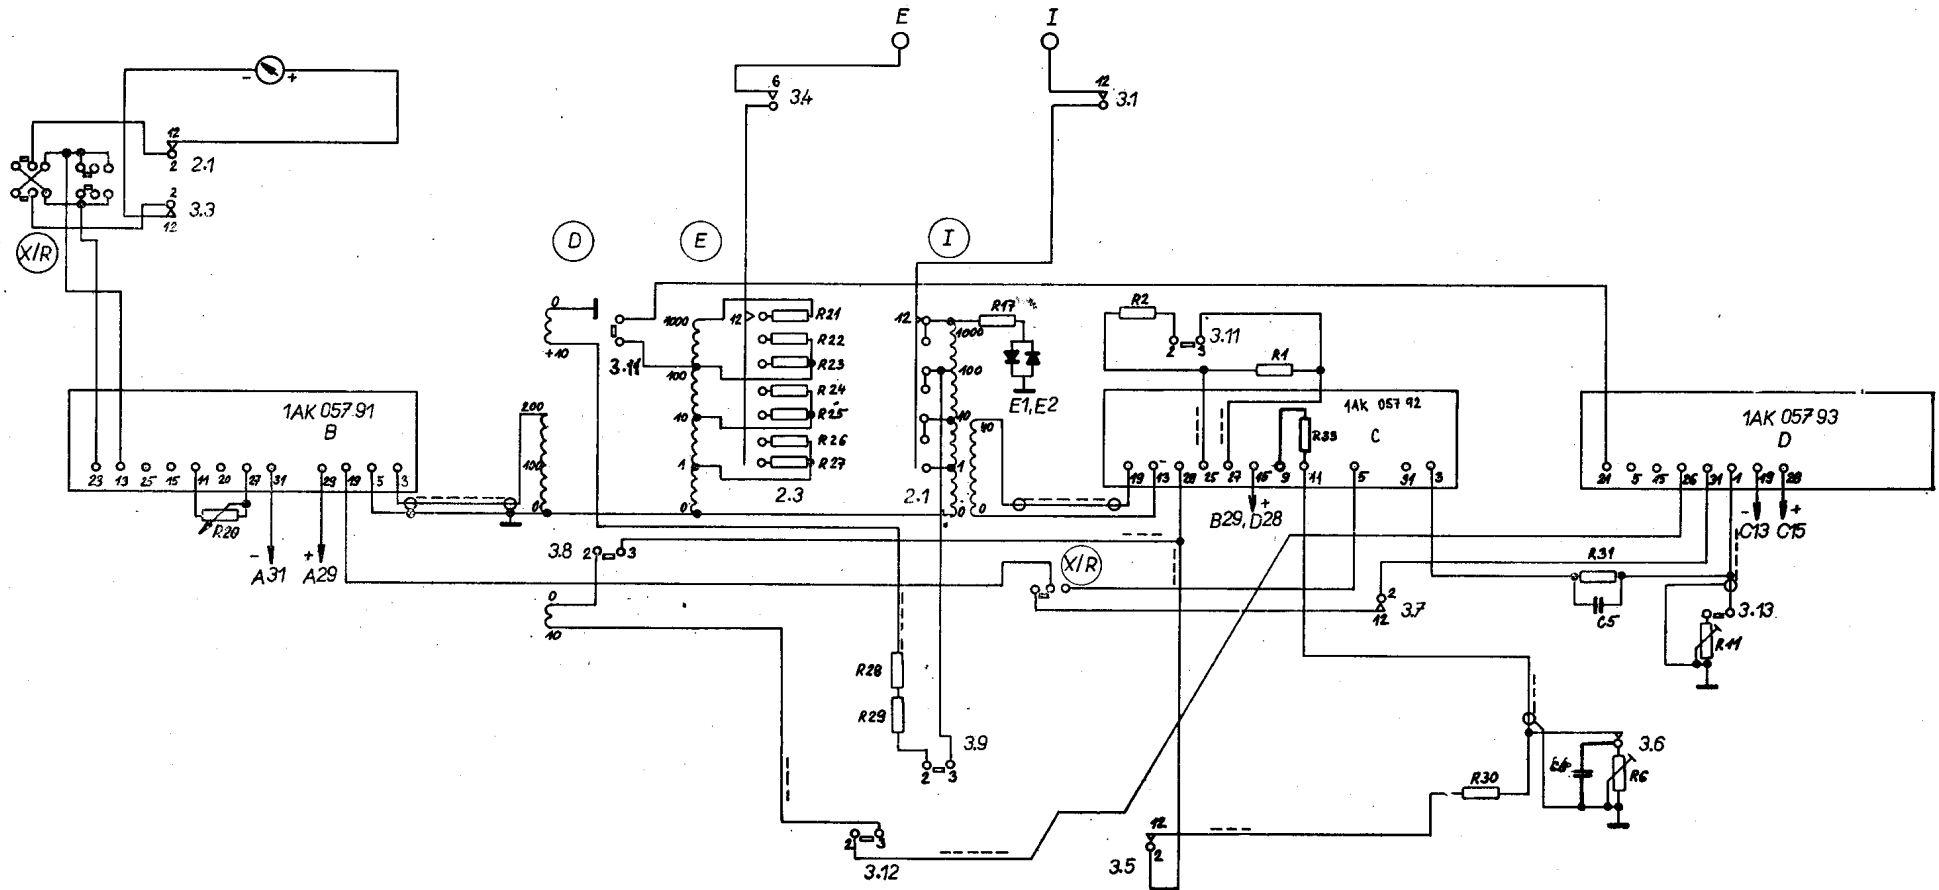 E
I
- +
6
3.4
12
3.1
12
2
2.1
2
3.3
12
X/R
D
E
I
0
+10
3.11
1000
100
10
1
0
12
R21
R22
R23
R24
R25
R26
R27
2.3
12
1000
100
10
1
0
2.1
R17
E1,E2
40
0
R2
2 3
3.11
R1
1AK 057 91
B
23 13 25 15 11 20 27 31 29 19 5 3
R20
-
A31
+
A29
200
100
0
1AK 057 92
C
R33
19 13 28 25 27 15 9 11 5 31 3
+
B29, D28
1AK 057 93
D
21 5 15 26 31 1 19 28
- +
C13 C15
3.8
2 3
0
10
X/R
2
12
3.7
R31
C5
3.13
R11
R28
R29
3.9
2 3
2 3
3.12
12
2
3.5
R30
3.6
R6